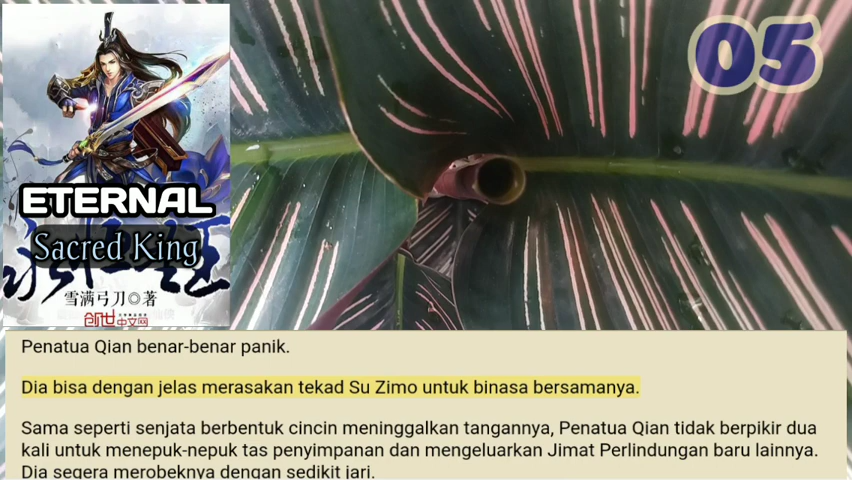 05
ETERNAL
Sacred King
雪满弓刀◎著
创世中文网
Penatua Qian benar-benar panik.
Dia bisa dengan jelas merasakan tekad Su Zimo untuk binasa bersamanya.
Sama seperti senjata berbentuk cincin meninggalkan tangannya, Penatua Qian tidak berpikir dua
kali untuk menepuk-nepuk tas penyimpanan dan mengeluarkan Jimat Perlindungan baru lainnya.
Dia segera merobeknya dengan sedikit jari.